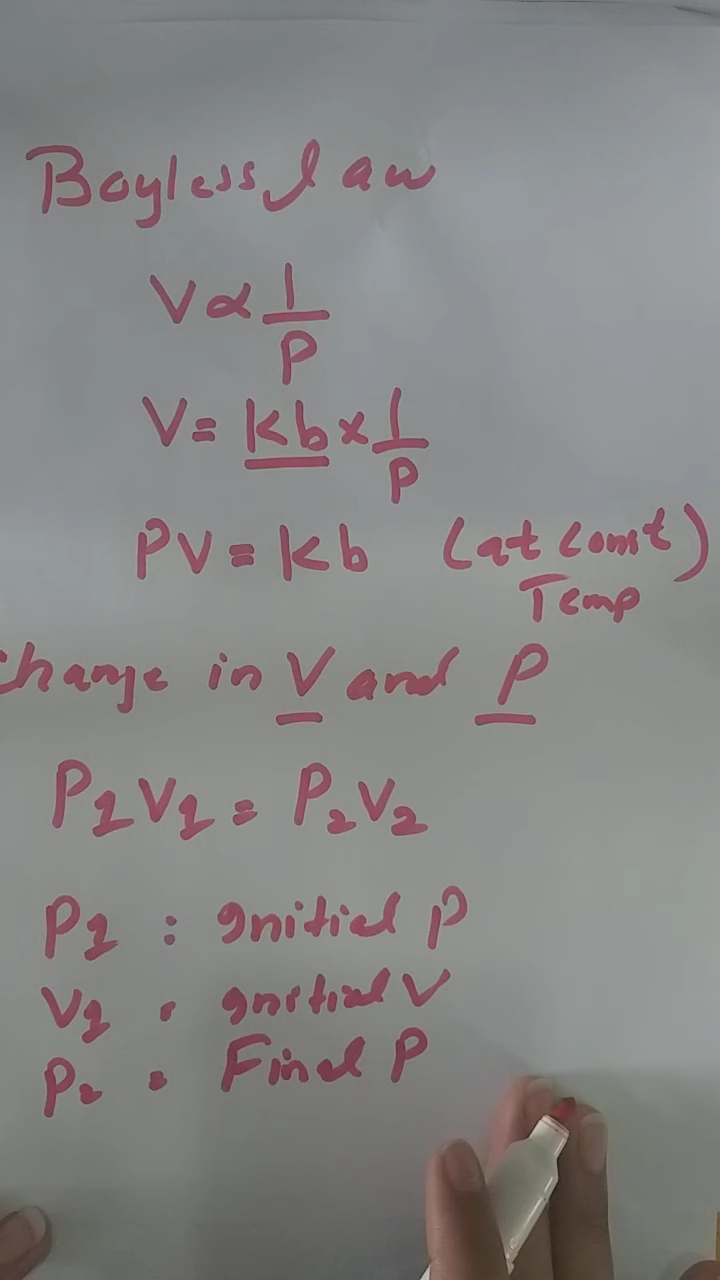 Boyless law
V ∝ 1/P
V = kb × 1/P
PV = kb (at const)
Temp
change in V and P
P1V1 = P2V2
P1 : Initial P
V1 : Initial V
P2 : Final P